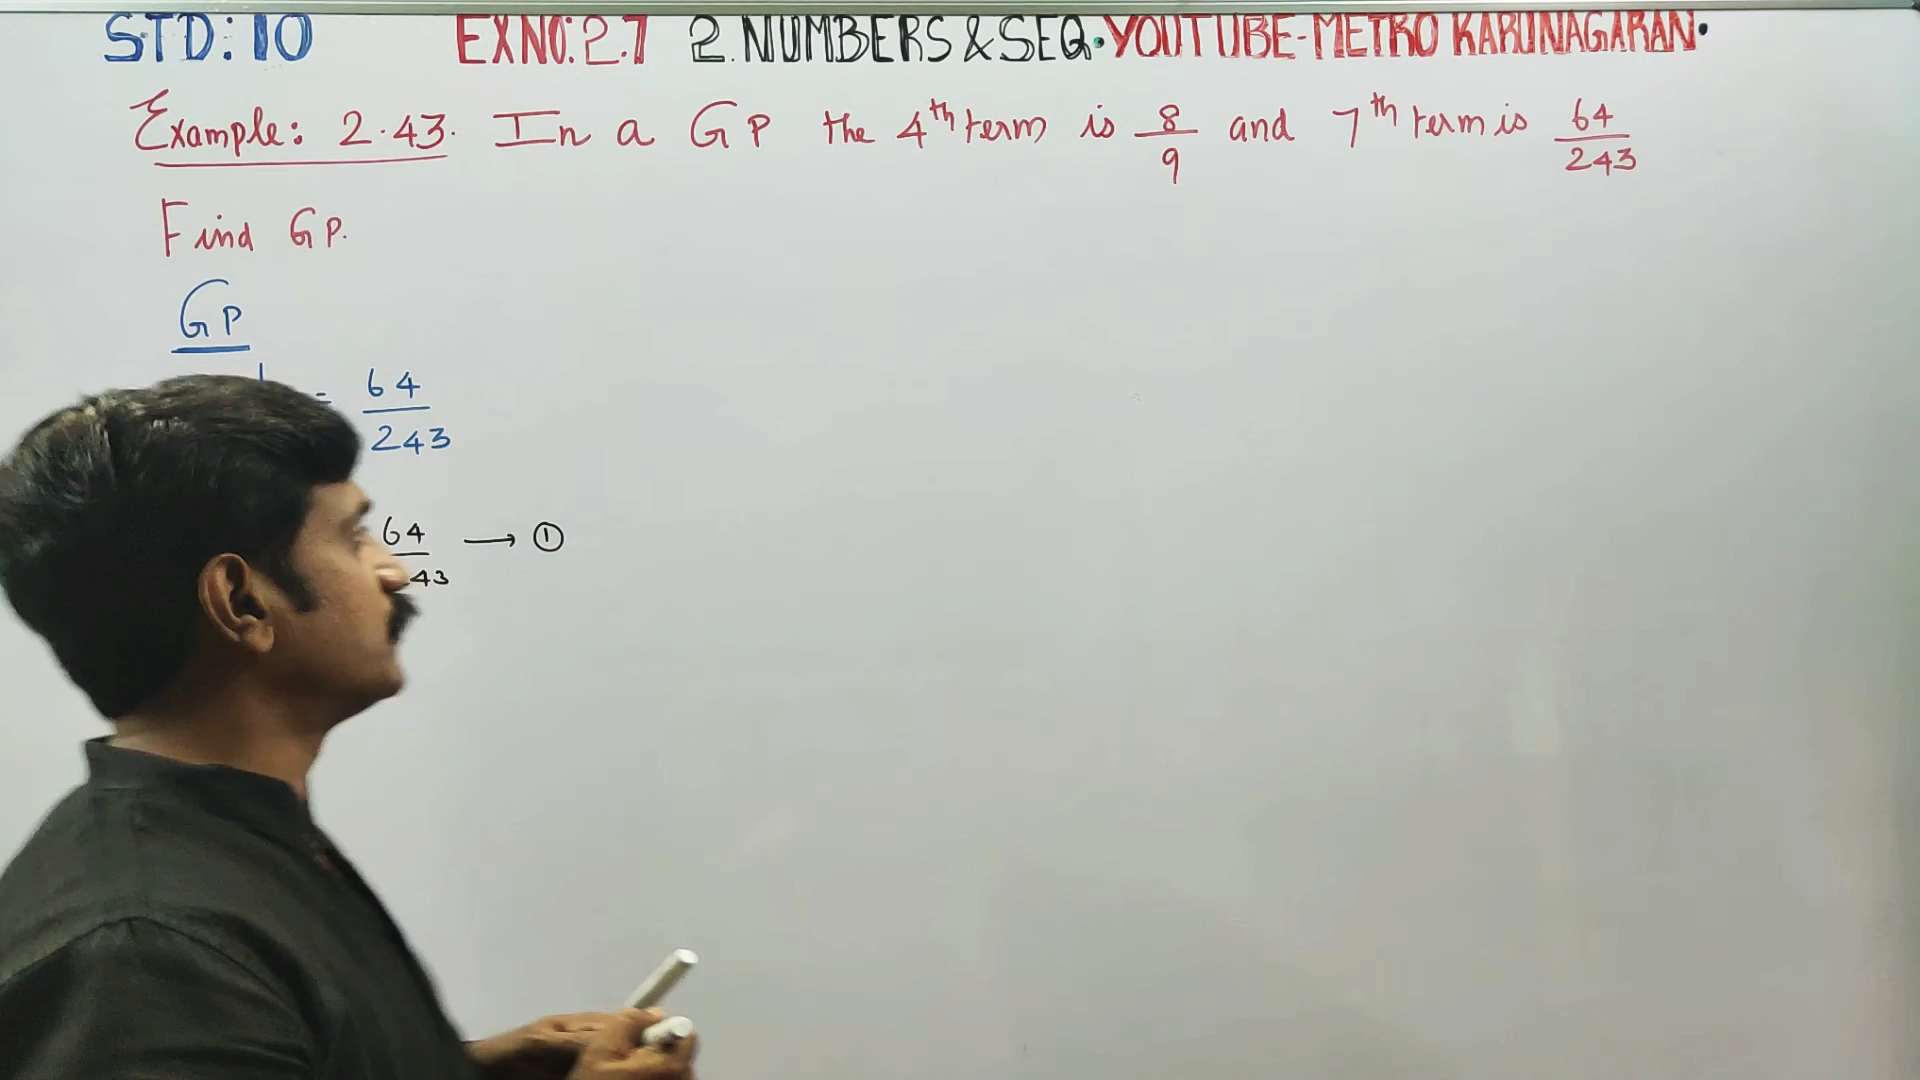 STD: 10 EXNO: 2.7 2. NUMBERS & SEQ. YOUTUBE-METRO KARUNAGARAN.
Example: 2.43. In a GP the 4th term is 8/9 and 7th term is 64/243
Find GP.
GP
= 64/243
64/43 → ①